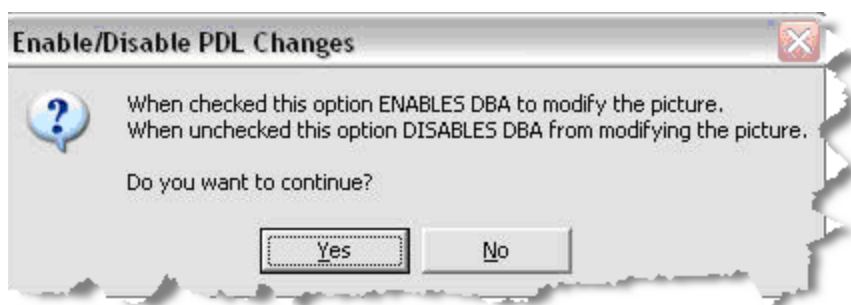 Enable/Disable PDL Changes
When checked this option ENABLES DBA to modify the picture.
When unchecked this option DISABLES DBA from modifying the picture.
Do you want to continue?
Yes
No